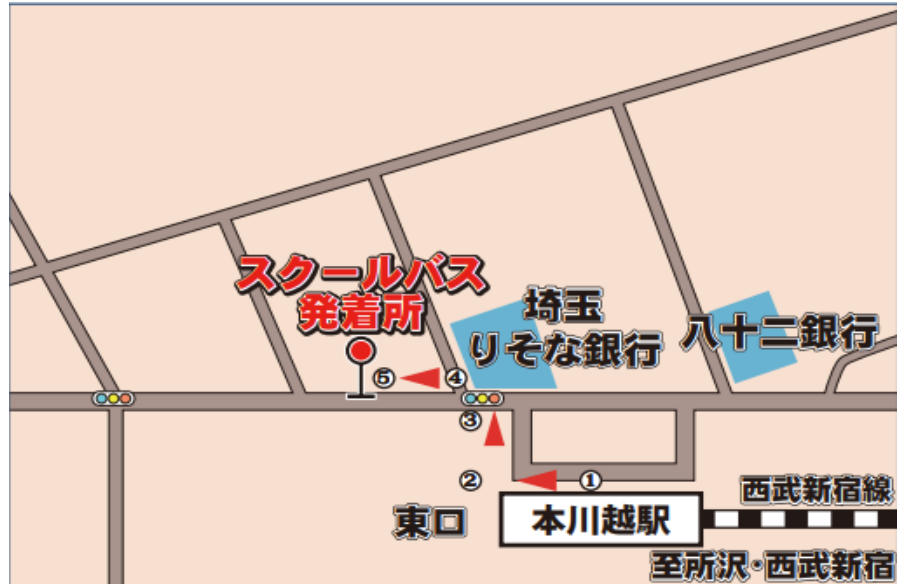 スクールバス
発着所
埼玉
りそな銀行
八十二銀行
⑤
④
③
②
①
東口
本川越駅
西武新宿線
至所沢・西武新宿